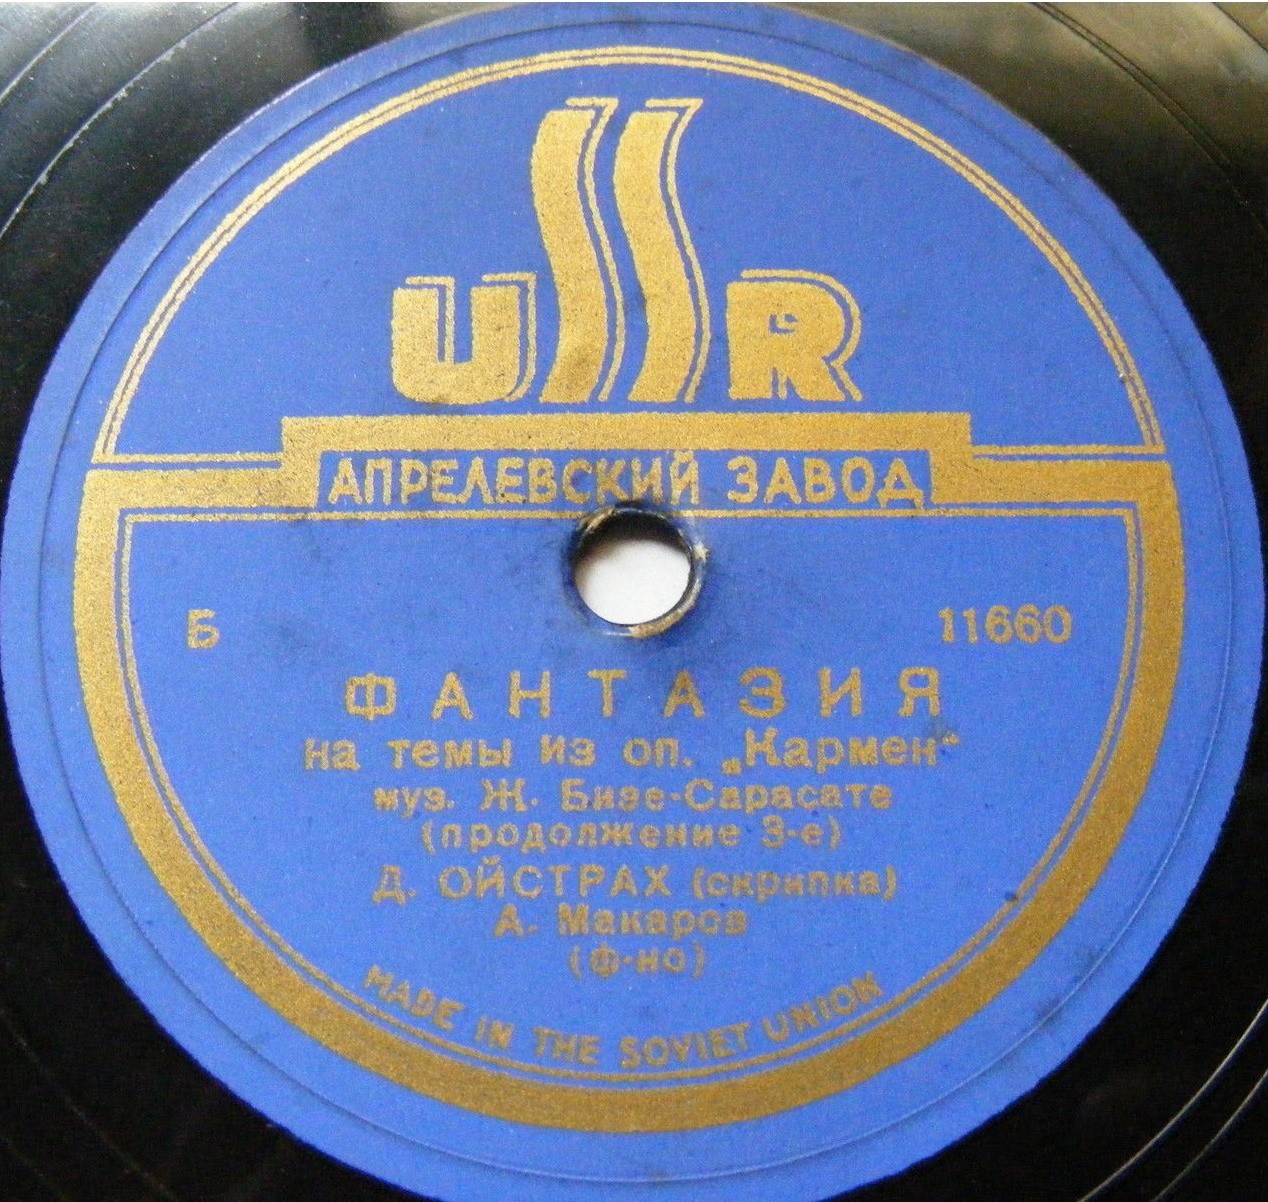 USSR
АПРЕЛЕВСКИЙ ЗАВОД
Б 11660
ФАНТАЗИЯ
на темы из оп. „Кармен“
муз. Ж. Бизе-Сарасате
(продолжение 3-е)
Д. ОЙСТРАХ (скрипка)
А. Макаров
(ф-но)
MADE IN THE SOVIET UNION